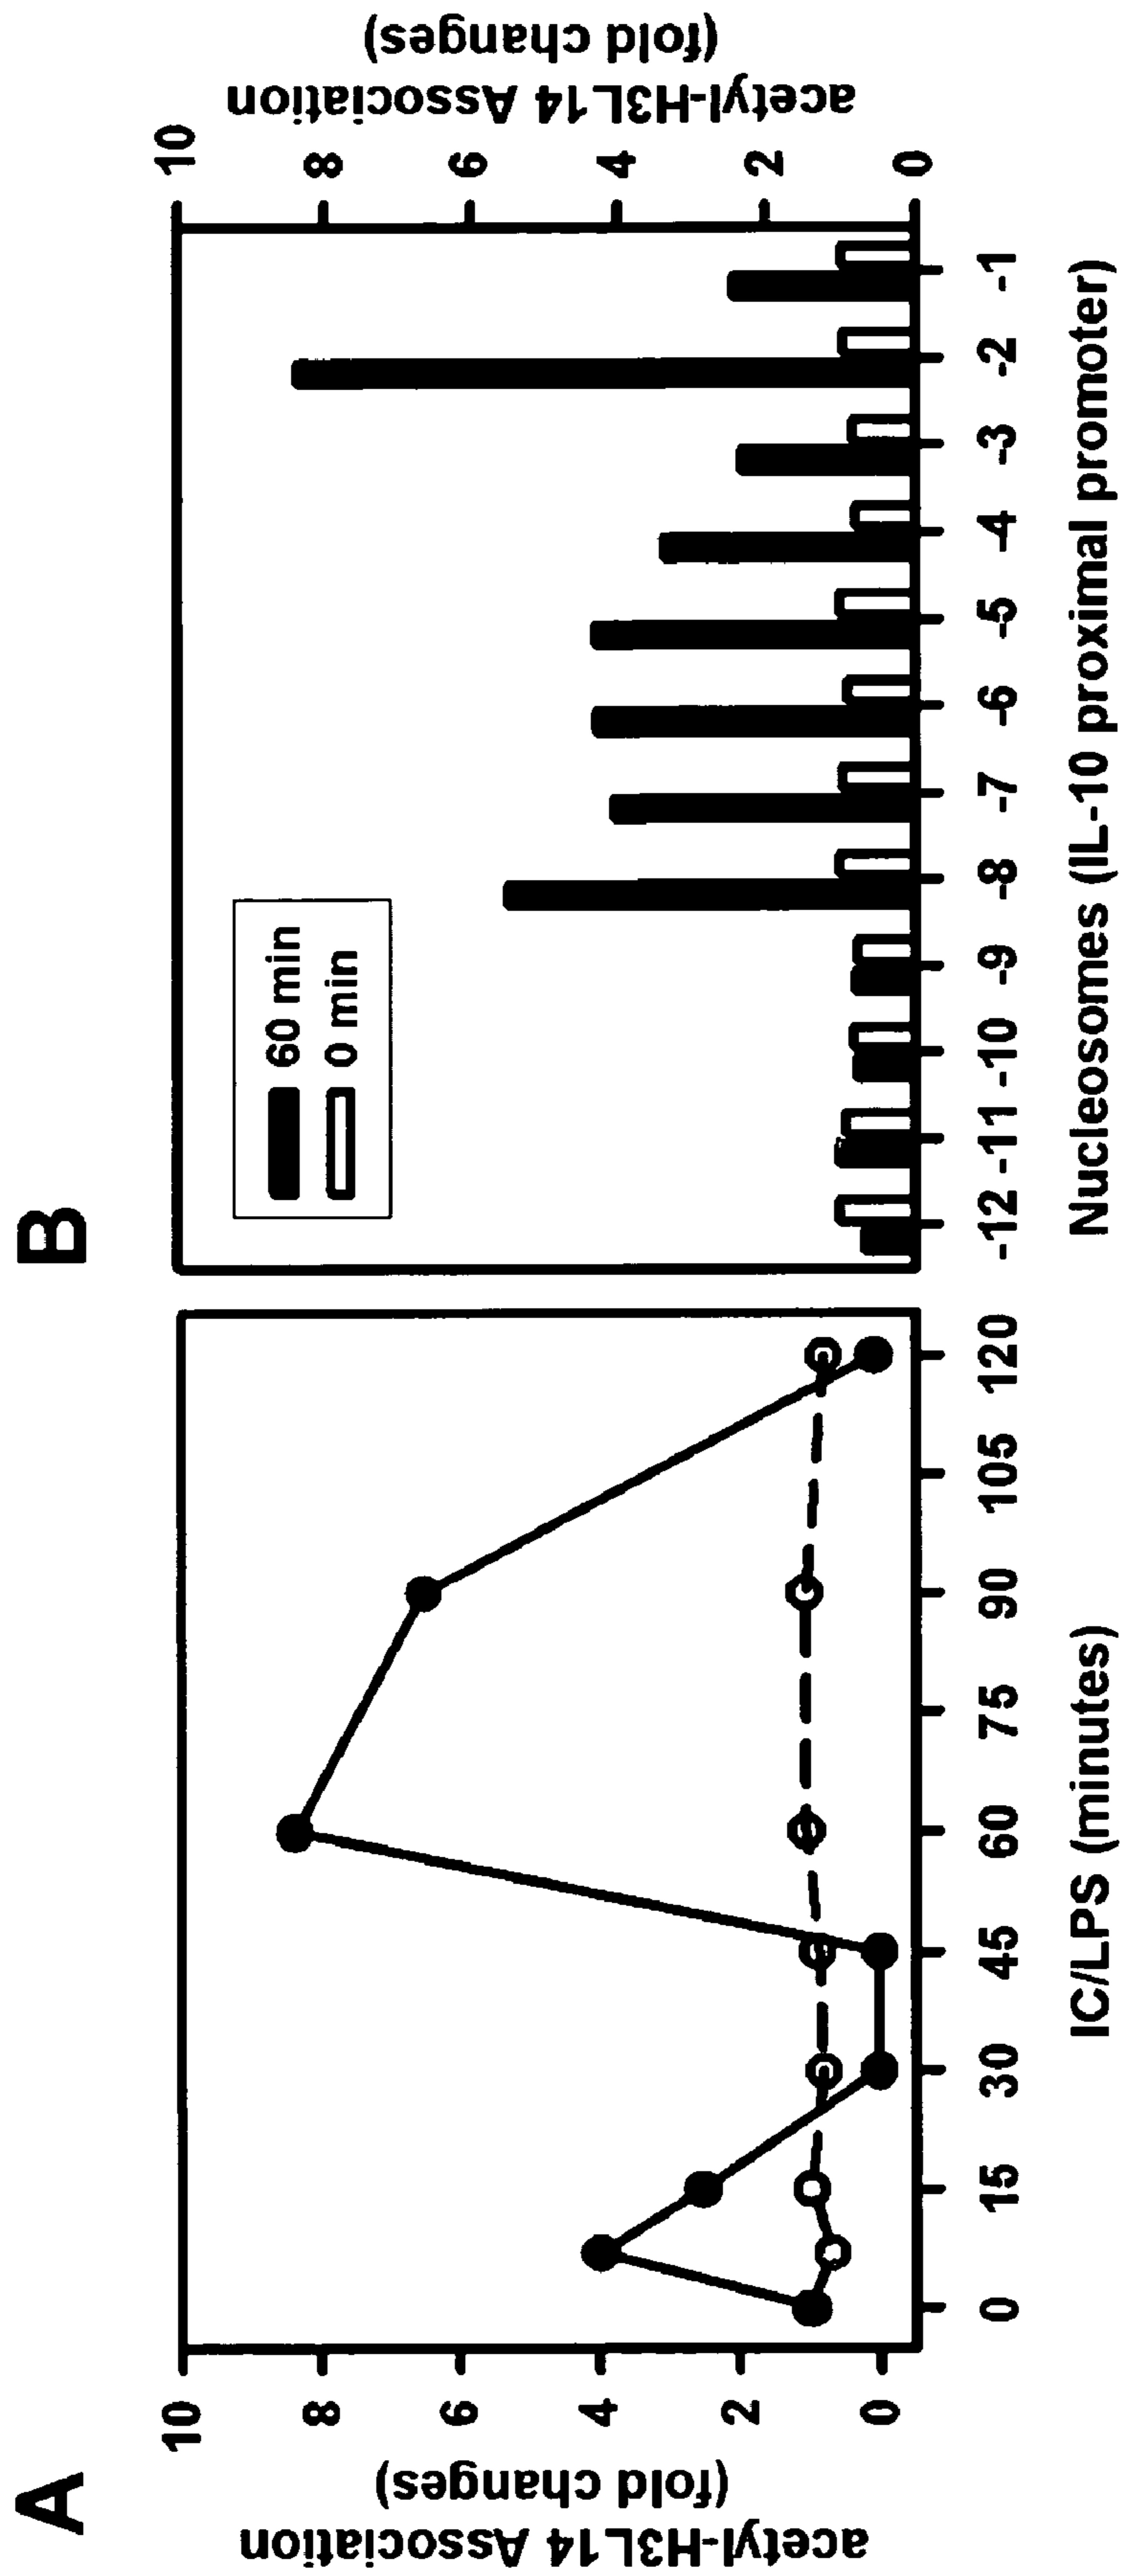 A
acetyl-H3L14 Association
(fold changes)
10
8
6
4
2
0
0 15 30 45 60 75 90 105 120
IC/LPS (minutes)
B
60 min
0 min
-12 -11 -10 -9 -8 -7 -6 -5 -4 -3 -2 -1
Nucleosomes (IL-10 proximal promoter)
10
8
6
4
2
0
acetyl-H3L14 Association
(fold changes)